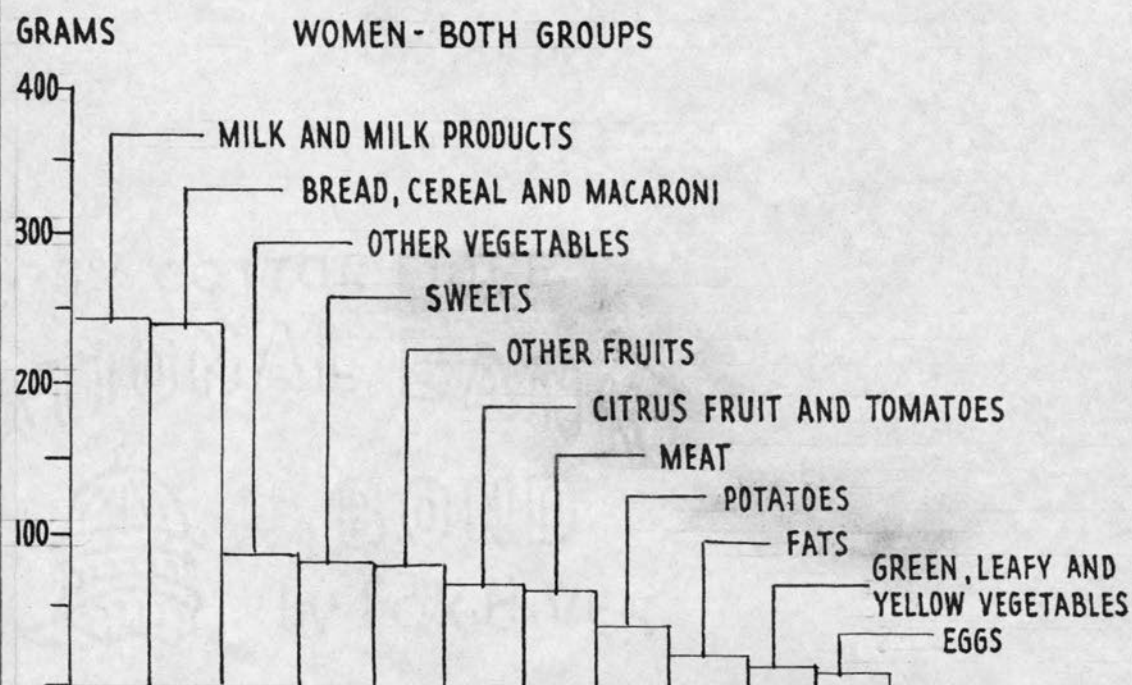 GRAMS
WOMEN - BOTH GROUPS
400
MILK AND MILK PRODUCTS
BREAD, CEREAL AND MACARONI
300
OTHER VEGETABLES
SWEETS
OTHER FRUITS
200
CITRUS FRUIT AND TOMATOES
MEAT
POTATOES
100
FATS
GREEN, LEAFY AND
YELLOW VEGETABLES
EGGS